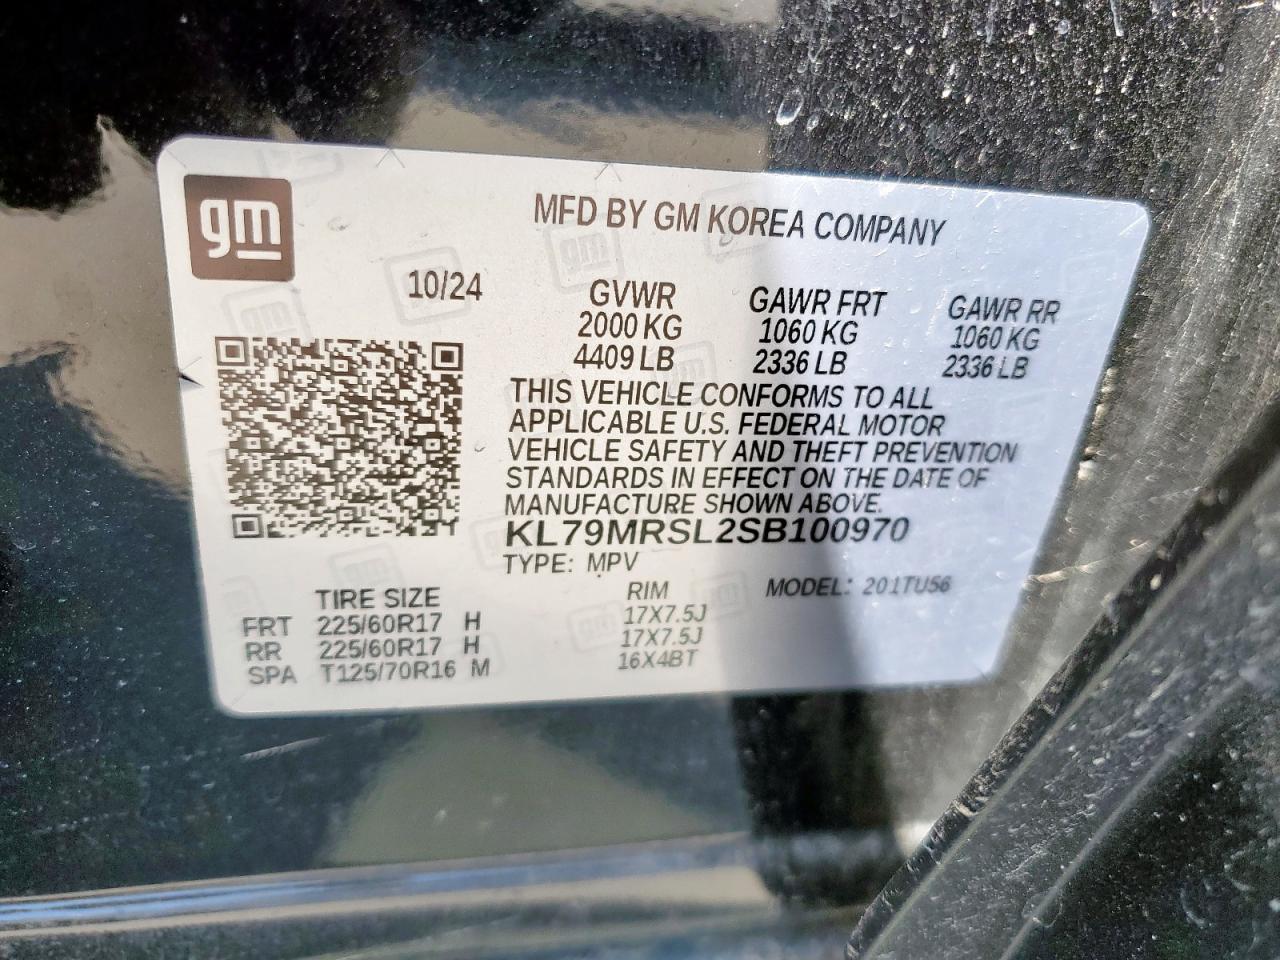 gm
MFD BY GM KOREA COMPANY
10/24
GVWR GAWR FRT GAWR RR
2000 KG 1060 KG 1060 KG
4409 LB 2336 LB 2336 LB
THIS VEHICLE CONFORMS TO ALL
APPLICABLE U.S. FEDERAL MOTOR
VEHICLE SAFETY AND THEFT PREVENTION
STANDARDS IN EFFECT ON THE DATE OF
MANUFACTURE SHOWN ABOVE.
KL79MRSL2SB100970
TYPE: MPV
MODEL: 201TU56
TIRE SIZE RIM
FRT 225/60R17 H 17X7.5J
RR 225/60R17 H 17X7.5J
SPA T125/70R16 M 16X4BT